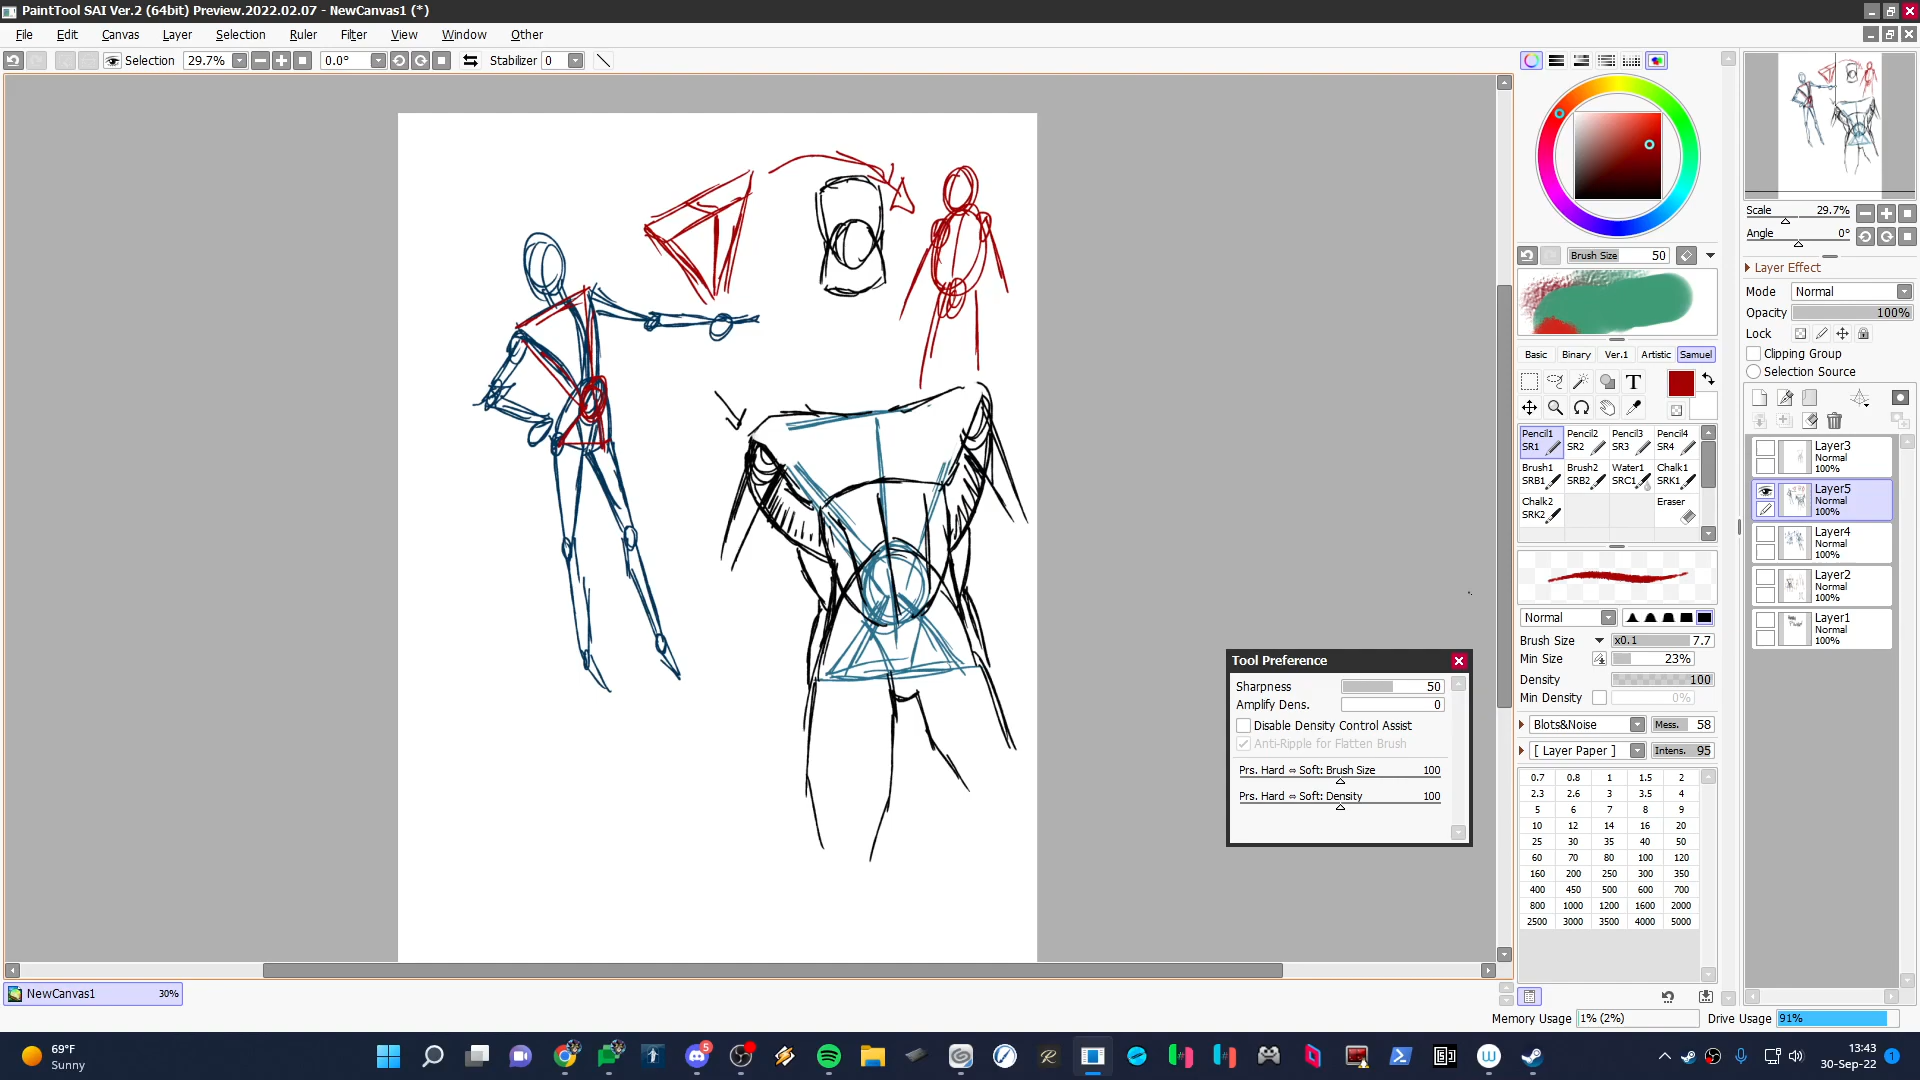 PaintTool SAI Ver.2 (64bit) Preview.2022.02.07 - NewCanvas1 (*)
File Edit Canvas Layer Selection Ruler Filter View Window Other
Selection 29.7% 0.0° Stabilizer 0
Scale 29.7%
Angle 0°
Brush Size 50
Layer Effect
Mode Normal
Opacity 100%
Lock
Clipping Group
Selection Source
Basic Binary Ver.1 Artistic Samuel
T
Pencil1 Pencil2 Pencil3 Pencil4
SR1 SR2 SR3 SR4
Brush1 Brush2 Water1 Chalk1
SRB1 SRB2 SRC1 SRK1
Chalk2 Eraser
SRK2
Layer3
Normal
100%
Layer5
Normal
100%
Layer4
Normal
100%
Layer2
Normal
100%
Layer1
Normal
100%
Normal
Brush Size x0.1 7.7
Min Size 23%
Density 100
Min Density 0%
Blots&Noise Mess. 58
[ Layer Paper ] Intens. 95
0.7 0.8 1 1.5 2
2.3 2.6 3 3.5 4
5 6 7 8 9
10 12 14 16 20
25 30 35 40 50
60 70 80 100 120
160 200 250 300 350
400 450 500 600 700
800 1000 1200 1600 2000
2500 3000 3500 4000 5000
Tool Preference
Sharpness 50
Amplify Dens. 0
Disable Density Control Assist
Anti-Ripple for Flatten Brush
Prs. Hard ⇔ Soft: Brush Size 100
Prs. Hard ⇔ Soft: Density 100
NewCanvas1 30%
Memory Usage 1% (2%) Drive Usage 91%
69°F
Sunny
5
13:43
30-Sep-22
1